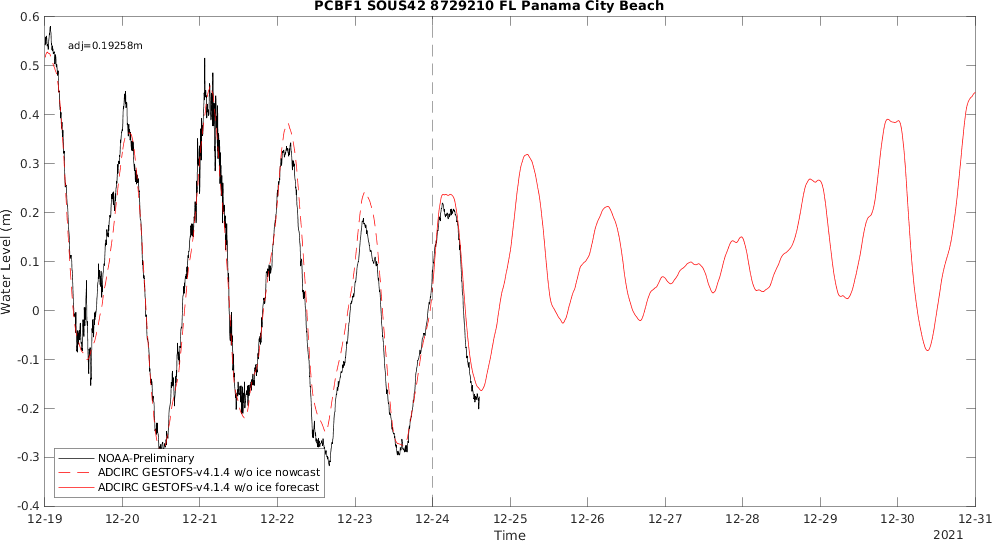 PCBF1 SOUS42 8729210 FL Panama City Beach
adj=0.19258m
0.6
0.5
0.4
0.3
0.2
0.1
0
-0.1
-0.2
-0.3
-0.4
Water Level (m)
NOAA-Preliminary
ADCIRC GESTOFS-v4.1.4 w/o ice nowcast
ADCIRC GESTOFS-v4.1.4 w/o ice forecast
12-19 12-20 12-21 12-22 12-23 12-24 12-25 12-26 12-27 12-28 12-29 12-30 12-31
Time
2021